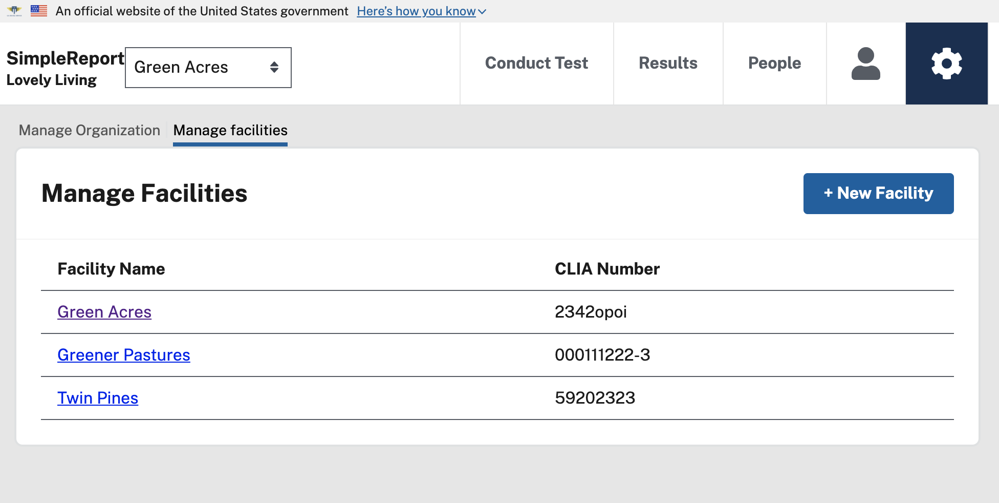 An official website of the United States government Here’s how you know
SimpleReport
Lovely Living
Green Acres
Conduct Test
Results
People
Manage Organization
Manage facilities
Manage Facilities
+ New Facility
Facility Name CLIA Number
Green Acres 2342opoi
Greener Pastures 000111222-3
Twin Pines 59202323